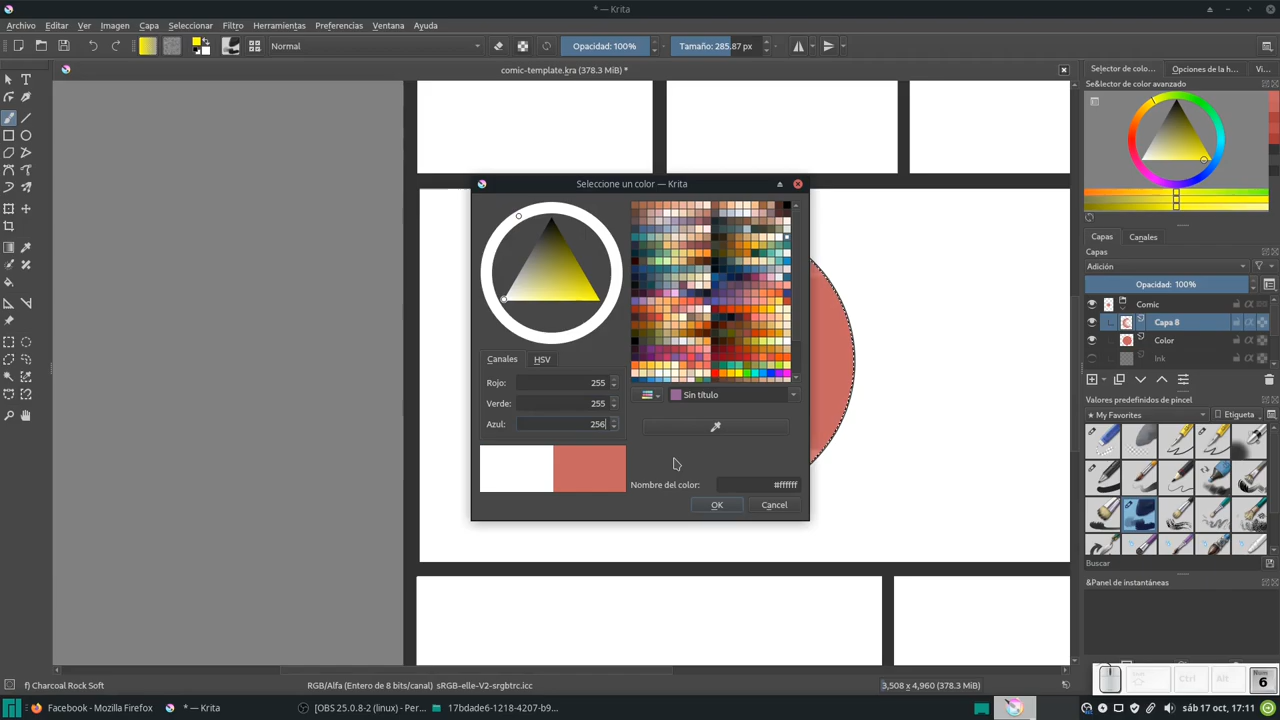 * — Krita
Archivo Editar Ver Imagen Capa Seleccionar Filtro Herramientas Preferencias Ventana Ayuda
Normal Opacidad: 100% Tamaño: 285.87 px
comic-template.kra (378.3 MiB) *
Selector de colo... Opciones de la h... Vi...
Se&lector de color avanzado
Seleccione un color — Krita
Canales HSV
Rojo: 255
Verde: 255
Azul: 256
Sin título
Nombre del color: #ffffff
OK Cancel
Capas Canales
Capas
Adición
Opacidad: 100%
Comic
Capa 8
Color
Ink
Valores predefinidos de pincel
★ My Favorites Etiqueta
Buscar
&Panel de instantáneas
f) Charcoal Rock Soft RGB/Alfa (Entero de 8 bits/canal) sRGB-elle-V2-srgbtrc.icc 3,508 x 4,960 (378.3 MiB)
Ctrl Alt Núm 6
Facebook — Mozilla Firefox * — Krita [OBS 25.0.8-2 (linux) - Per... 17bdade6-1218-4207-b9... sáb 17 oct, 17:11